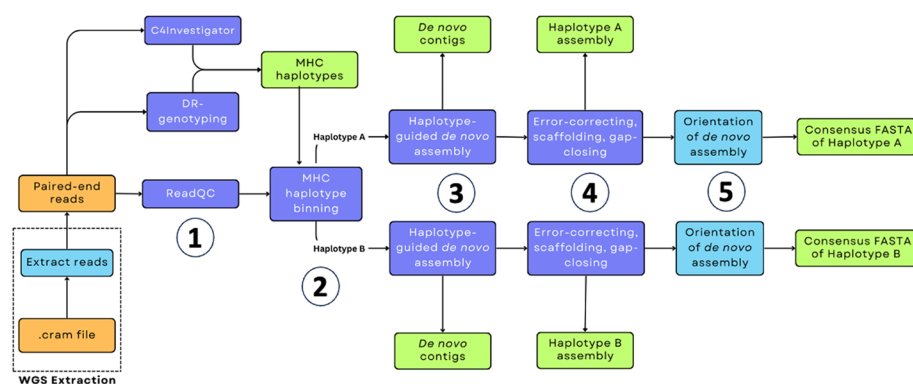 C4Investigator
MHC
haplotypes
DR-
genotyping
Paired-end
reads
ReadQC
1
Extract reads
.cram file
WGS Extraction
MHC
haplotype
binning
2
Haplotype A
Haplotype B
De novo
contigs
Haplotype-
guided de novo
assembly
3
Haplotype A
assembly
Error-correcting,
scaffolding, gap-
closing
4
Orientation
of de novo
assembly
5
Consensus FASTA
of Haplotype A
Haplotype-
guided de novo
assembly
De novo
contigs
Error-correcting,
scaffolding, gap-
closing
Haplotype B
assembly
Orientation
of de novo
assembly
Consensus FASTA
of Haplotype B